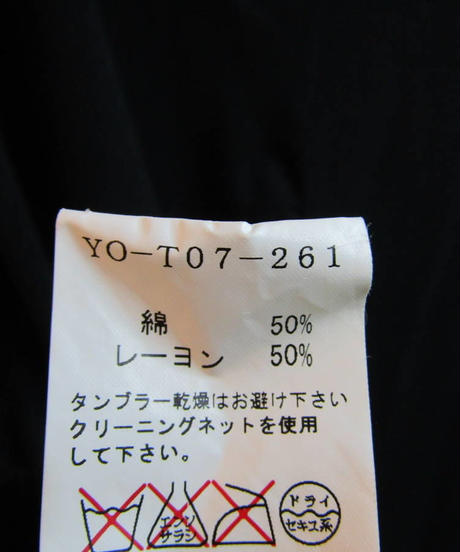 YO-T07-261
綿 50%
レーヨン 50%
タンブラー乾燥はお避け下さい
クリーニングネットを使用
して下さい。
エンソ
サラシ
ドライ
セキユ系